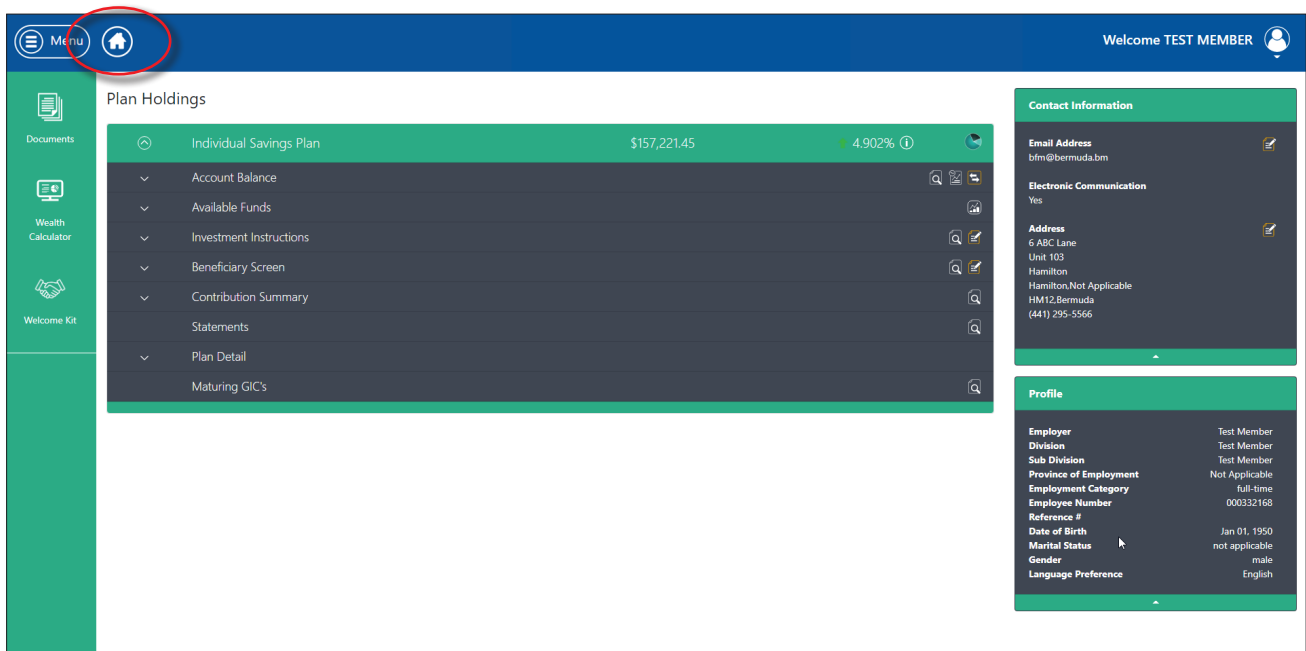 Menu
Welcome TEST MEMBER
Documents
Wealth
Calculator
Welcome Kit
Plan Holdings
Individual Savings Plan $157,221.45 4.902%
Account Balance
Available Funds
Investment Instructions
Beneficiary Screen
Contribution Summary
Statements
Plan Detail
Maturing GIC's
Contact Information
Email Address
bfm@bermuda.bm
Electronic Communication
Yes
Address
6 ABC Lane
Unit 103
Hamilton
Hamilton,Not Applicable
HM12,Bermuda
(441) 295-5566
Profile
Employer Test Member
Division Test Member
Sub Division Test Member
Province of Employment Not Applicable
Employment Category full-time
Employee Number 000332168
Reference #
Date of Birth Jan 01, 1950
Marital Status not applicable
Gender male
Language Preference English